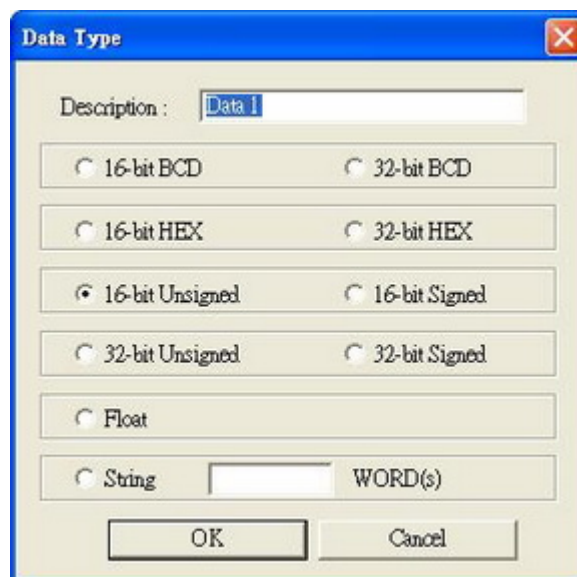 Data Type
Description : Data 1
16-bit BCD 32-bit BCD
16-bit HEX 32-bit HEX
16-bit Unsigned 16-bit Signed
32-bit Unsigned 32-bit Signed
Float
String WORD(s)
OK Cancel